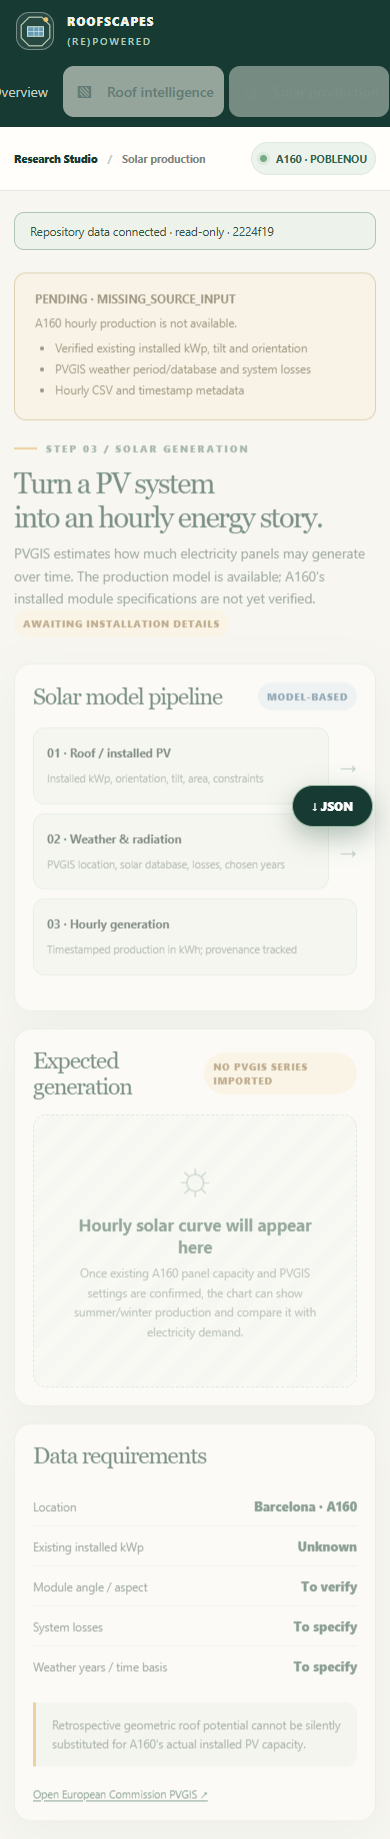 ROOFSCAPES
(RE)POWERED
verview
Roof intelligence
Solar production
Research Studio / Solar production
A160 · POBLENOU
Repository data connected · read-only · 2224f19
PENDING · MISSING_SOURCE_INPUT
A160 hourly production is not available.
• Verified existing installed kWp, tilt and orientation
• PVGIS weather period/database and system losses
• Hourly CSV and timestamp metadata
STEP 03 / SOLAR GENERATION
Turn a PV system
into an hourly energy story.
PVGIS estimates how much electricity panels may generate
over time. The production model is available; A160's
installed module specifications are not yet verified.
AWAITING INSTALLATION DETAILS
Solar model pipeline
MODEL-BASED
01 · Roof / installed PV
Installed kWp, orientation, tilt, area, constraints
→
↓ JSON
02 · Weather & radiation
PVGIS location, solar database, losses, chosen years
→
03 · Hourly generation
Timestamped production in kWh; provenance tracked
Expected
generation
NO PVGIS SERIES
IMPORTED
Hourly solar curve will appear
here
Once existing A160 panel capacity and PVGIS
settings are confirmed, the chart can show
summer/winter production and compare it with
electricity demand.
Data requirements
Location Barcelona · A160
Existing installed kWp Unknown
Module angle / aspect To verify
System losses To specify
Weather years / time basis To specify
Retrospective geometric roof potential cannot be silently
substituted for A160's actual installed PV capacity.
Open European Commission PVGIS ↗